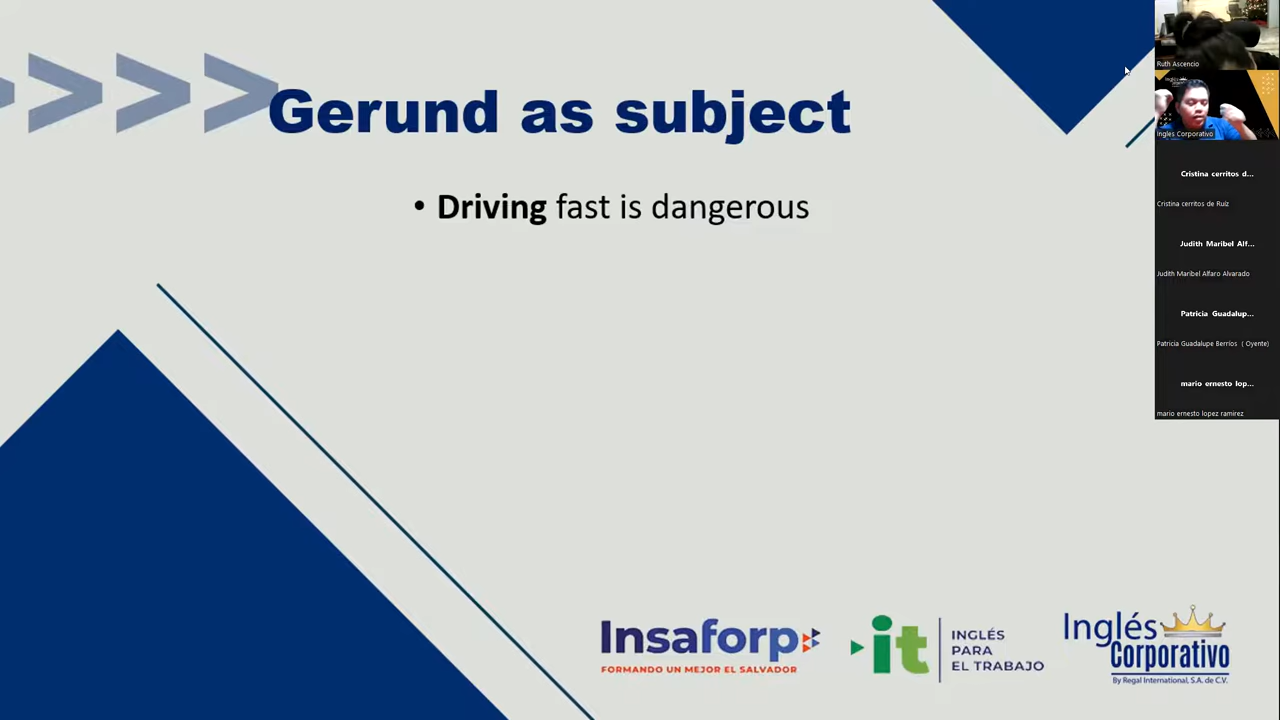 Gerund as subject
• Driving fast is dangerous
Insaforp
FORMANDO UN MEJOR EL SALVADOR
it
INGLÉS
PARA
EL TRABAJO
Inglés
Corporativo
By Regal International, S.A. de C.V.
Ruth Ascencio
Ingles Corporativo
Cristina cerritos d...
Cristina cerritos de Ruiz
Judith Maribel Alf...
Judith Maribel Alfaro Alvarado
Patricia Guadalup...
Patricia Guadalupe Berríos ( Oyente)
mario ernesto lop...
mario ernesto lopez ramirez